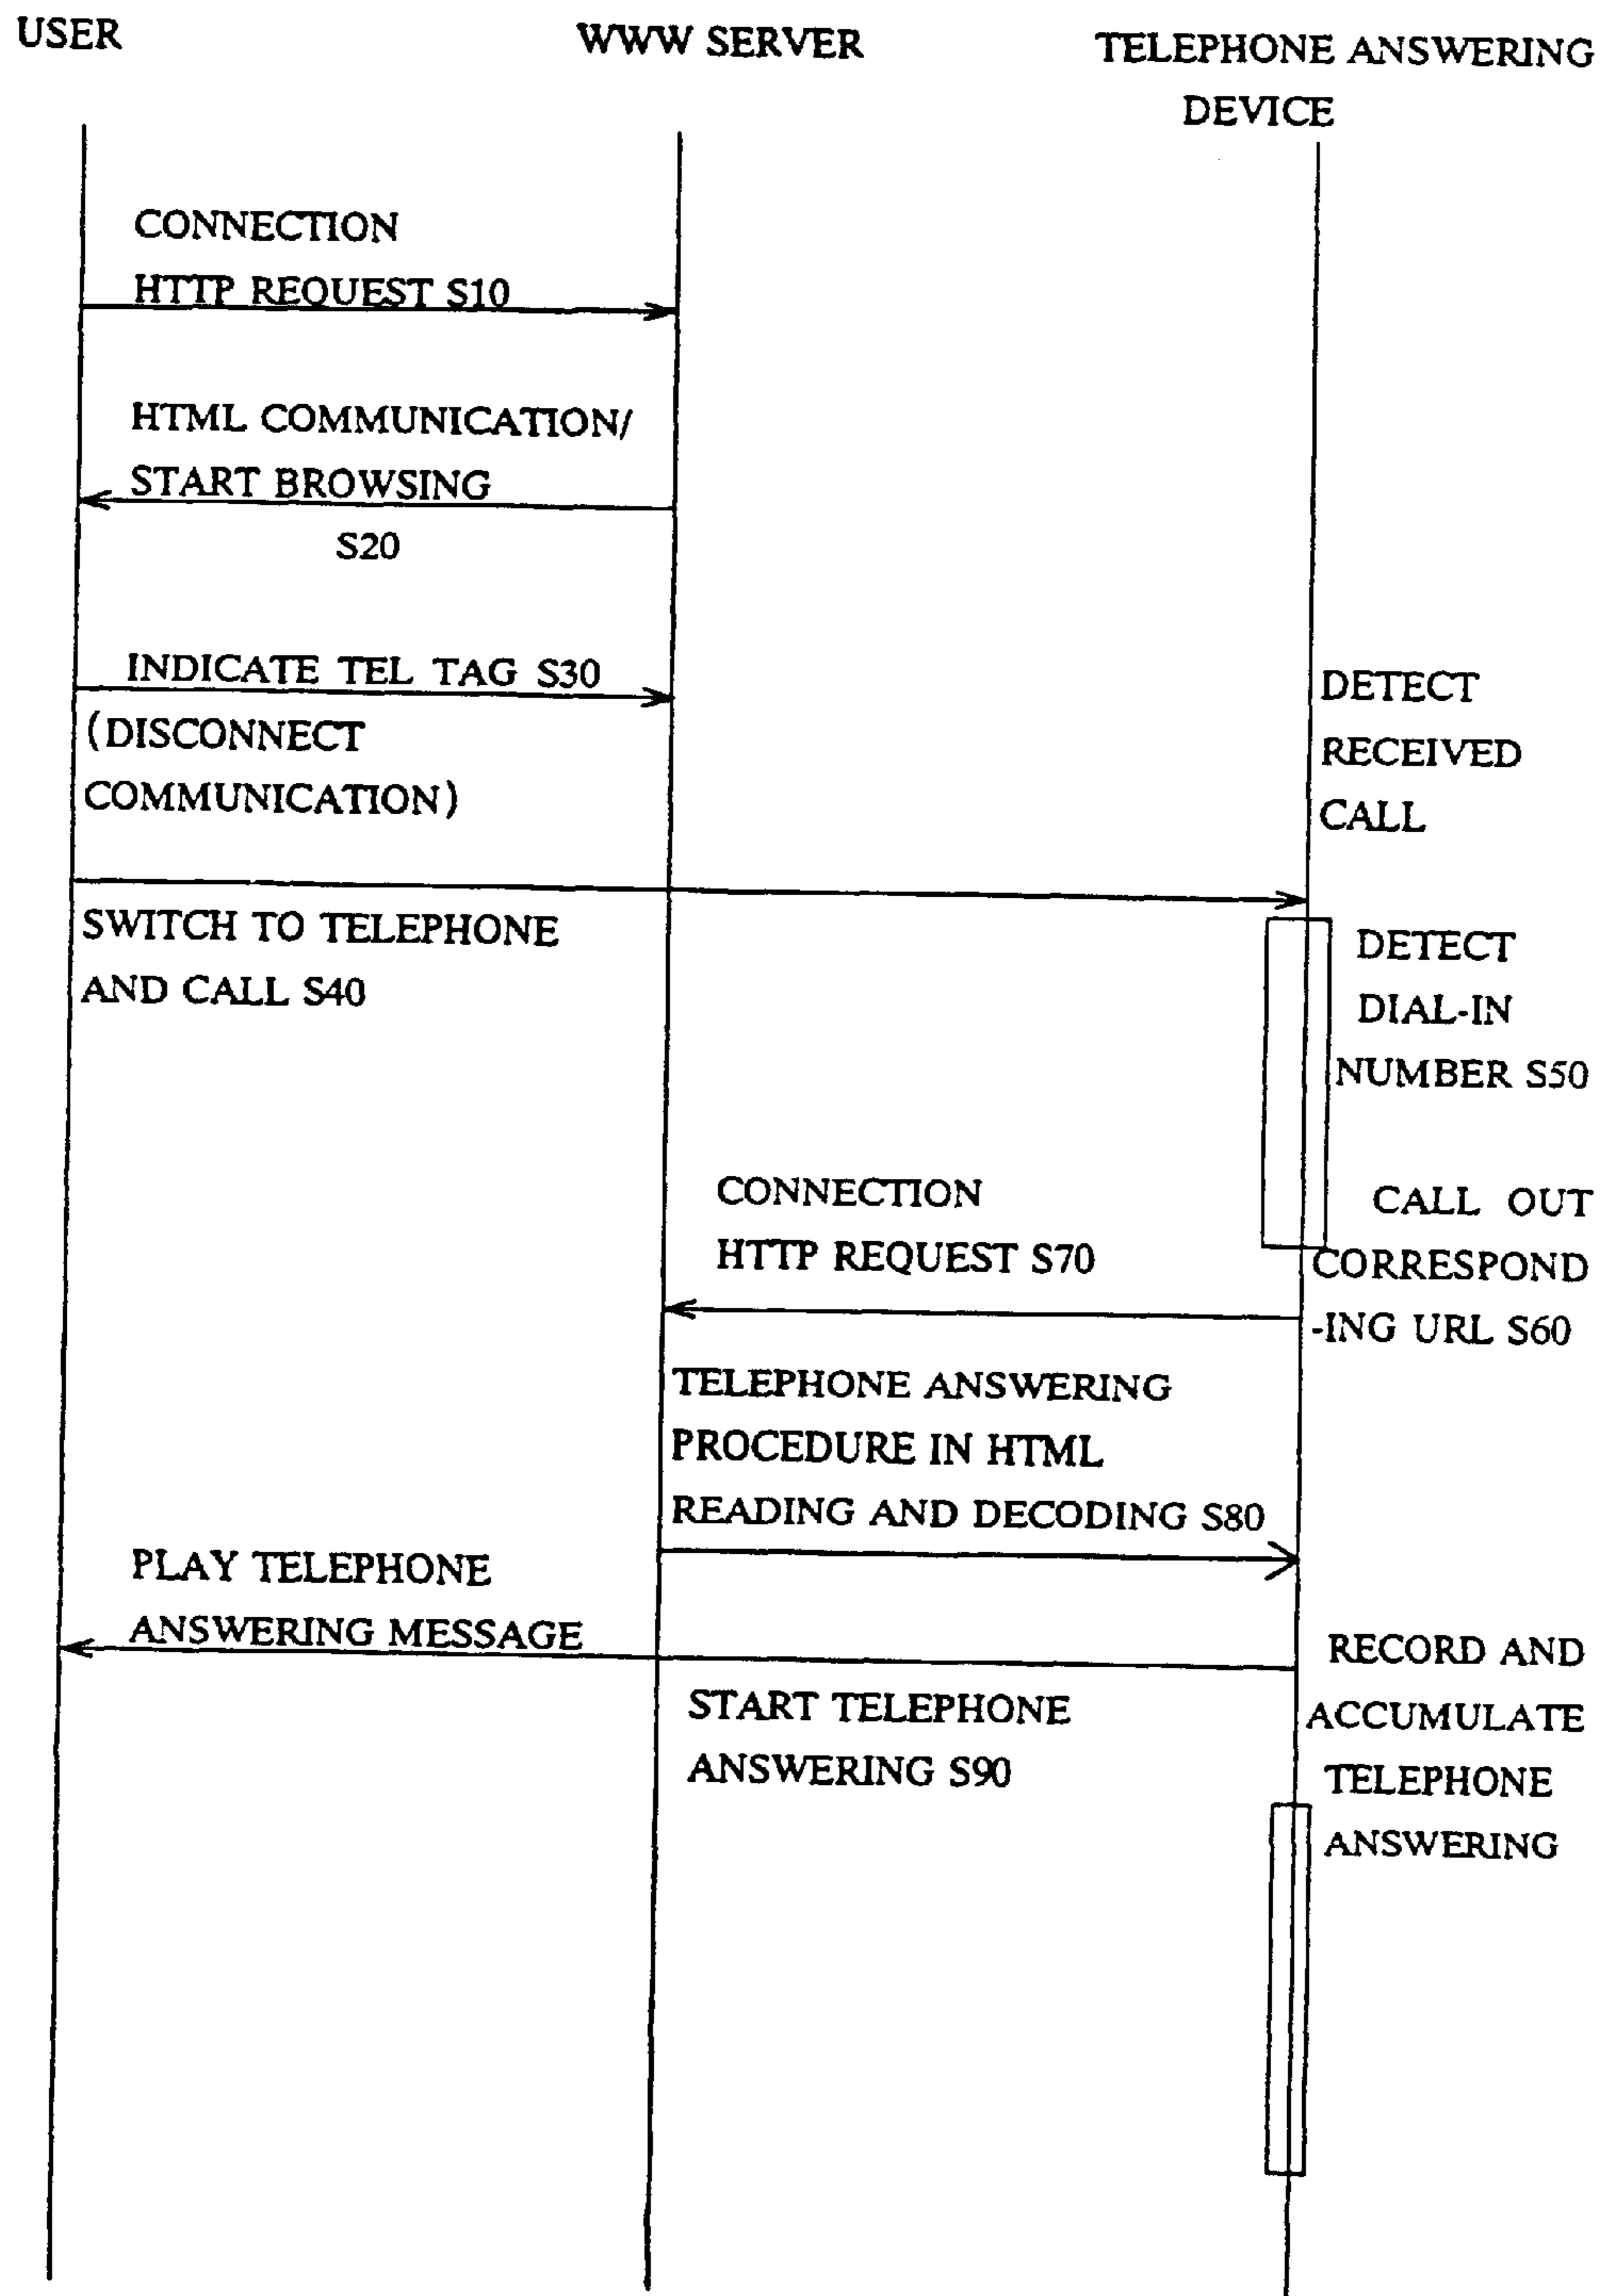 USER
WWW SERVER
TELEPHONE ANSWERING
DEVICE
CONNECTION
HTTP REQUEST S10
HTML COMMUNICATION/
START BROWSING
S20
INDICATE TEL TAG S30
(DISCONNECT
COMMUNICATION)
DETECT
RECEIVED
CALL
SWITCH TO TELEPHONE
AND CALL S40
DETECT
DIAL-IN
NUMBER S50
CONNECTION
HTTP REQUEST S70
CALL OUT
CORRESPOND
-ING URL S60
TELEPHONE ANSWERING
PROCEDURE IN HTML
READING AND DECODING S80
PLAY TELEPHONE
ANSWERING MESSAGE
START TELEPHONE
ANSWERING S90
RECORD AND
ACCUMULATE
TELEPHONE
ANSWERING